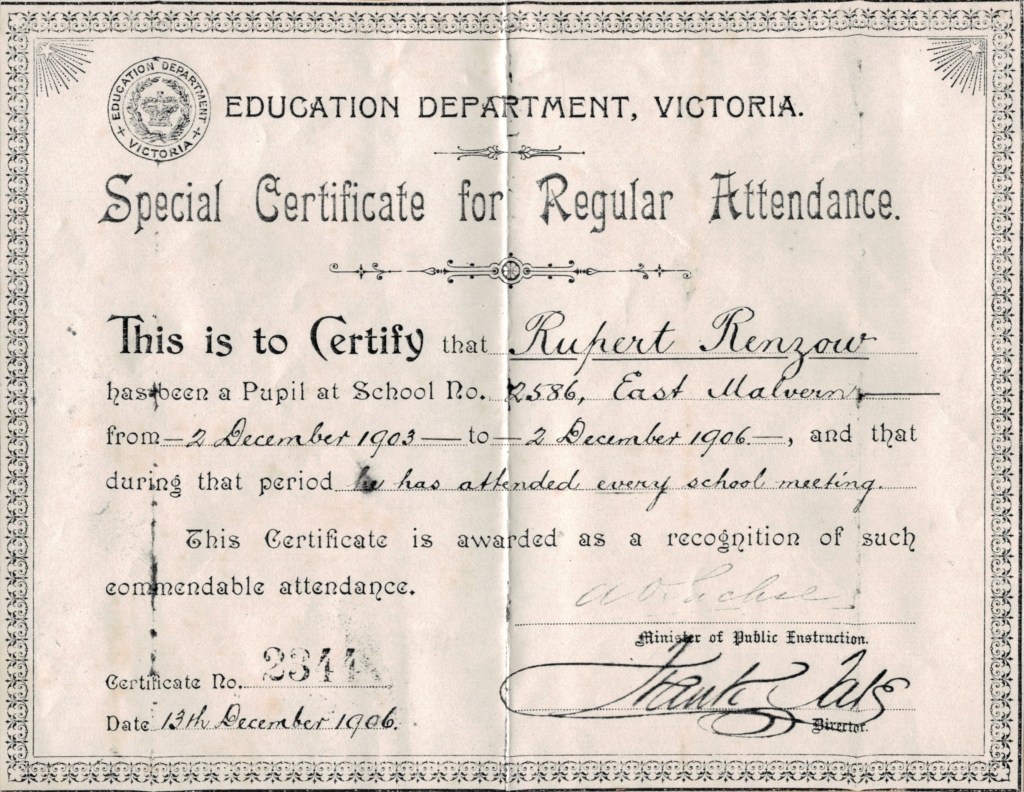 EDUCATION DEPARTMENT
VICTORIA
EDUCATION DEPARTMENT, VICTORIA.
Special Certificate for Regular Attendance.
This is to Certify that Rupert Renzow
has been a Pupil at School No. 2586, East Malvern
from – 2 December 1903 – to – 2 December 1906 –, and that
during that period he has attended every school meeting.
This Certificate is awarded as a recognition of such
commendable attendance.
Minister of Public Instruction.
Certificate No. 2344
Frank Tate
Director.
Date 13th December 1906.